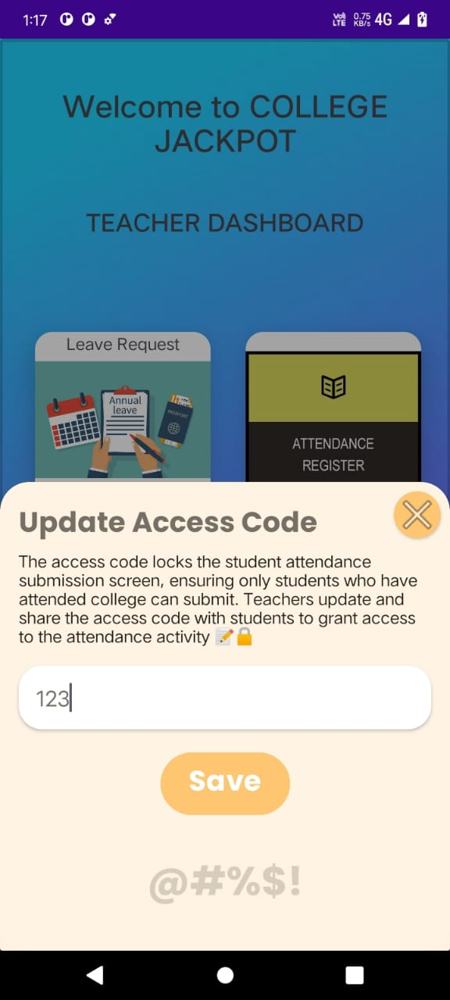 1:17
Vo) LTE 0.75 KB/s 4G
Welcome to COLLEGE
JACKPOT
TEACHER DASHBOARD
Leave Request
Annual
leave
PASSPORT
ATTENDANCE
REGISTER
Update Access Code
The access code locks the student attendance
submission screen, ensuring only students who have
attended college can submit. Teachers update and
share the access code with students to grant access
to the attendance activity 📝🔒
123
Save
@#%$!